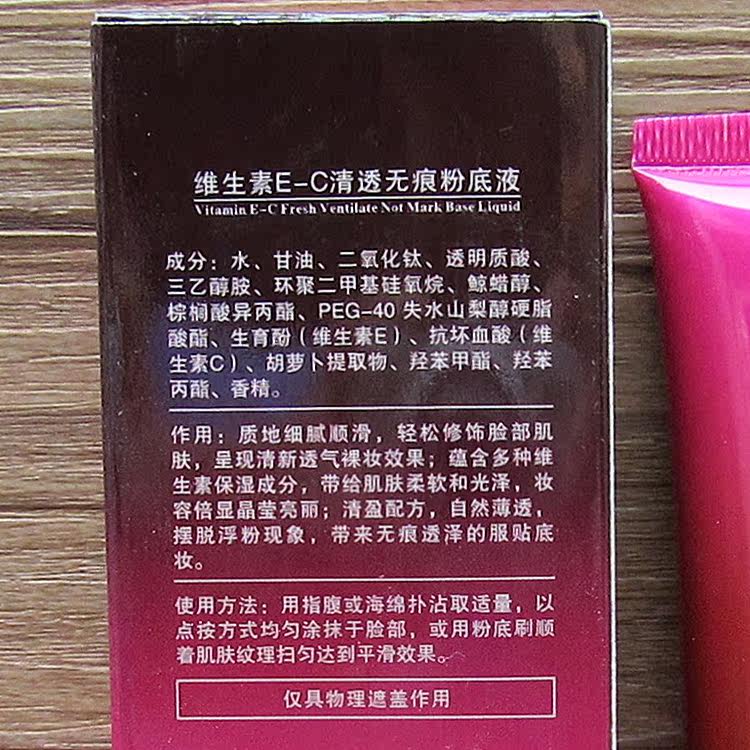 维生素E-C清透无痕粉底液
Vitamin E-C Fresh Ventilate Not Mark Base Liquid
成分：水、甘油、二氧化钛、透明质酸、
三乙醇胺、环聚二甲基硅氧烷、鲸蜡醇、
棕榈酸异丙酯、PEG-40 失水山梨醇硬脂
酸酯、生育酚（维生素E）、抗坏血酸（维
生素C）、胡萝卜提取物、羟苯甲酯、羟苯
丙酯、香精。
作用：质地细腻顺滑，轻松修饰脸部肌
肤，呈现清新透气裸妆效果；蕴含多种维
生素保湿成分，带给肌肤柔软和光泽，妆
容倍显晶莹亮丽；清盈配方，自然薄透，
摆脱浮粉现象，带来无痕透泽的服贴底
妆。
使用方法：用指腹或海绵扑沾取适量，以
点按方式均匀涂抹于脸部，或用粉底刷顺
着肌肤纹理扫匀达到平滑效果。
仅具物理遮盖作用